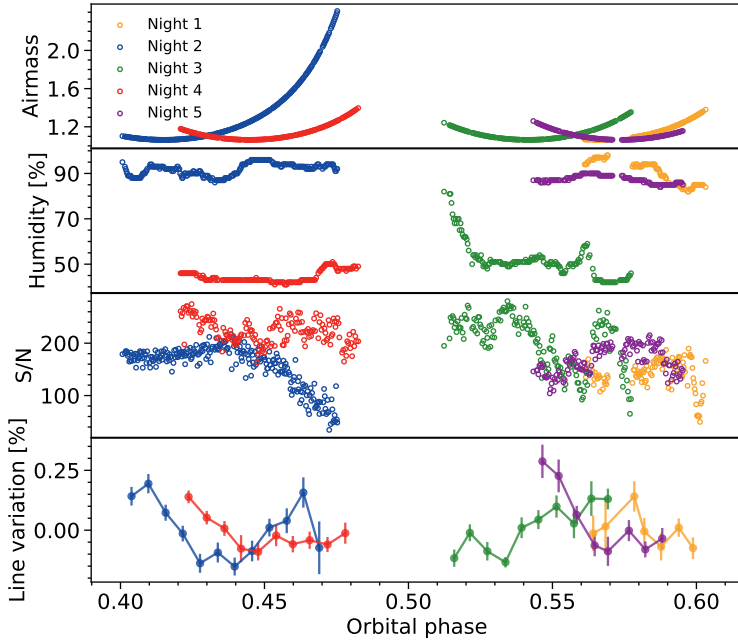 Airmass
2.0
1.6
1.2
Night 1
Night 2
Night 3
Night 4
Night 5
Humidity [%]
90
70
50
S/N
200
100
Line variation [%]
0.25
0.00
0.40
0.45
0.50
0.55
0.60
Orbital phase